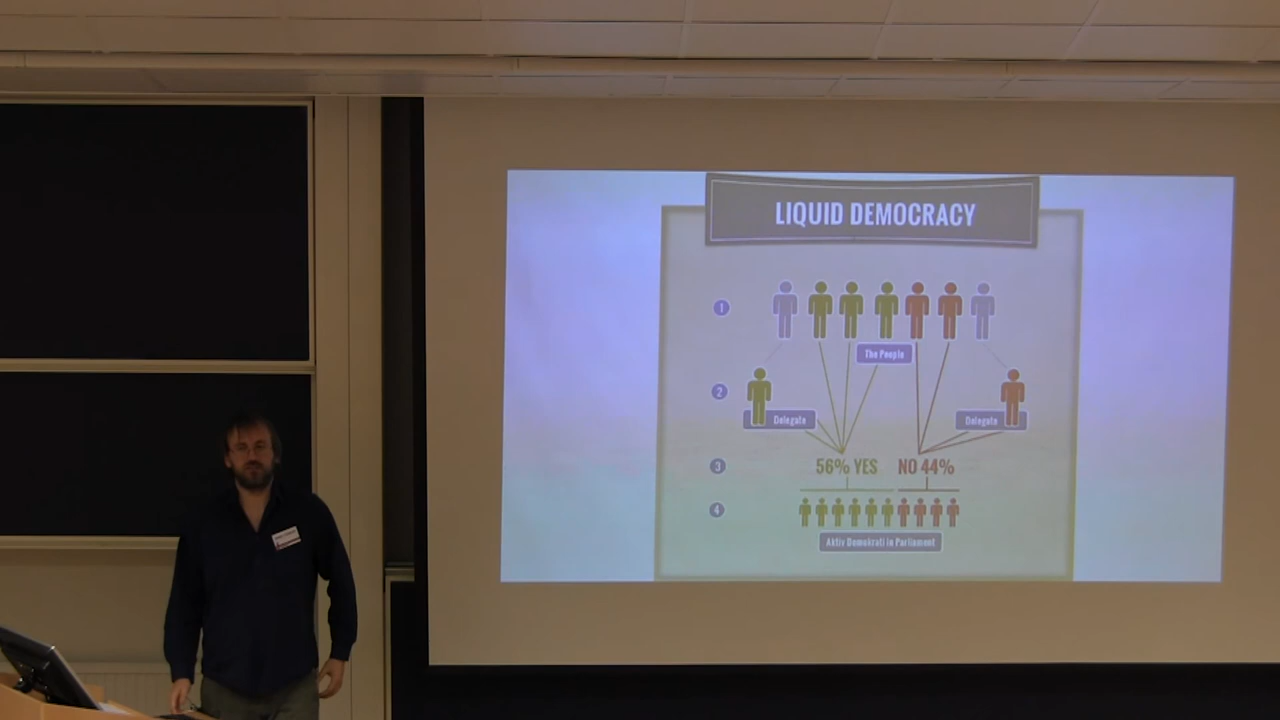 LIQUID DEMOCRACY
1
The People
2
Delegate
Delegate
3
56% YES
NO 44%
4
Aktiv Demokrati in Parliament